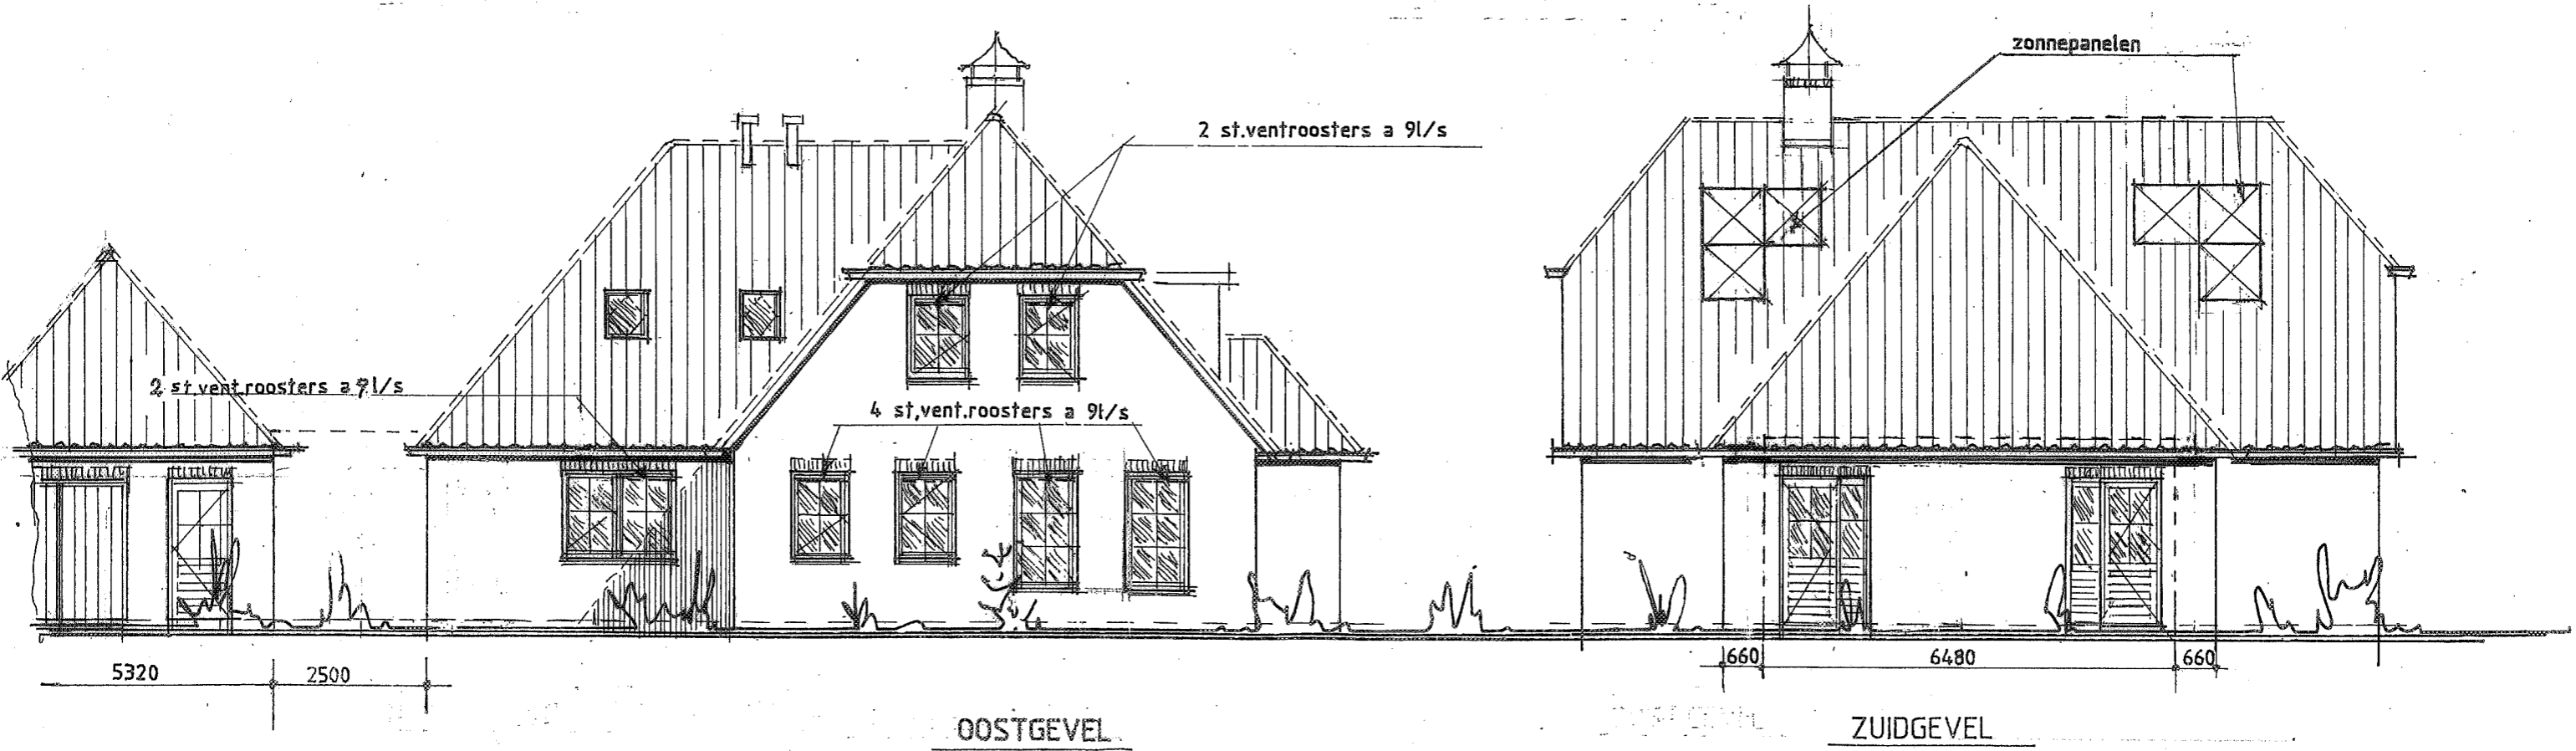 zonnepanelen
2 st.ventroosters a 9l/s
2 st.vent.roosters a 7l/s
4 st,vent.roosters a 9l/s
5320
2500
660
6480
660
OOSTGEVEL
ZUIDGEVEL